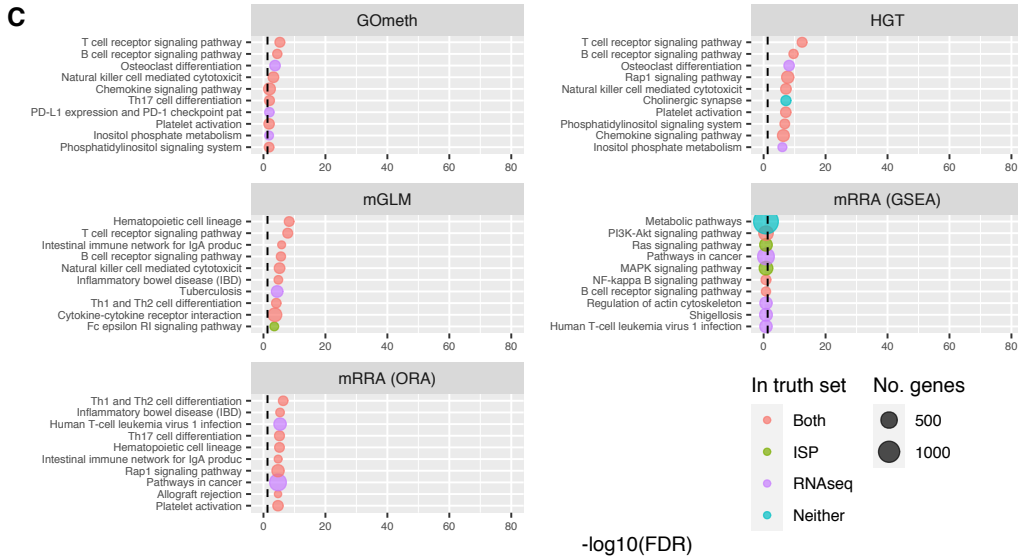 C
GOmeth
T cell receptor signaling pathway
B cell receptor signaling pathway
Osteoclast differentiation
Natural killer cell mediated cytotoxicit
Chemokine signaling pathway
Th17 cell differentiation
PD-L1 expression and PD-1 checkpoint pat
Platelet activation
Inositol phosphate metabolism
Phosphatidylinositol signaling system
0 20 40 60 80
HGT
T cell receptor signaling pathway
B cell receptor signaling pathway
Osteoclast differentiation
Rap1 signaling pathway
Natural killer cell mediated cytotoxicit
Cholinergic synapse
Platelet activation
Phosphatidylinositol signaling system
Chemokine signaling pathway
Inositol phosphate metabolism
0 20 40 60 80
mGLM
Hematopoietic cell lineage
T cell receptor signaling pathway
Intestinal immune network for IgA produc
B cell receptor signaling pathway
Natural killer cell mediated cytotoxicit
Inflammatory bowel disease (IBD)
Tuberculosis
Th1 and Th2 cell differentiation
Cytokine-cytokine receptor interaction
Fc epsilon RI signaling pathway
0 20 40 60 80
mRRA (GSEA)
Metabolic pathways
PI3K-Akt signaling pathway
Ras signaling pathway
Pathways in cancer
MAPK signaling pathway
NF-kappa B signaling pathway
B cell receptor signaling pathway
Regulation of actin cytoskeleton
Shigellosis
Human T-cell leukemia virus 1 infection
0 20 40 60 80
mRRA (ORA)
Th1 and Th2 cell differentiation
Inflammatory bowel disease (IBD)
Human T-cell leukemia virus 1 infection
Th17 cell differentiation
Hematopoietic cell lineage
Intestinal immune network for IgA produc
Rap1 signaling pathway
Pathways in cancer
Allograft rejection
Platelet activation
0 20 40 60 80
In truth set
Both
ISP
RNAseq
Neither
No. genes
500
1000
-log10(FDR)